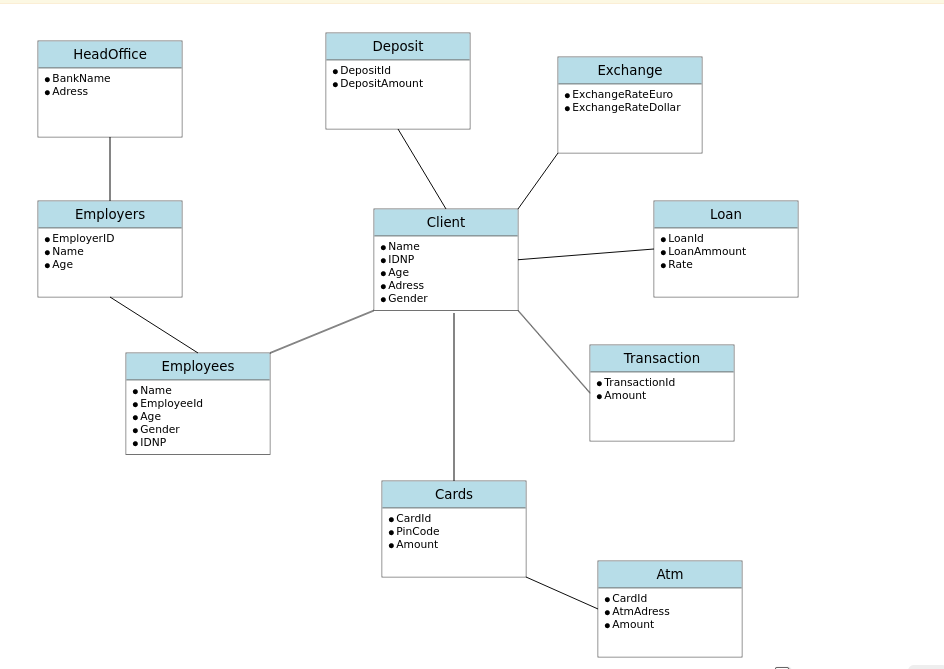 HeadOffice
BankName
Adress
Deposit
DepositId
DepositAmount
Exchange
ExchangeRateEuro
ExchangeRateDollar
Employers
EmployerID
Name
Age
Client
Name
IDNP
Age
Adress
Gender
Loan
LoanId
LoanAmmount
Rate
Employees
Name
EmployeeId
Age
Gender
IDNP
Transaction
TransactionId
Amount
Cards
CardId
PinCode
Amount
Atm
CardId
AtmAdress
Amount